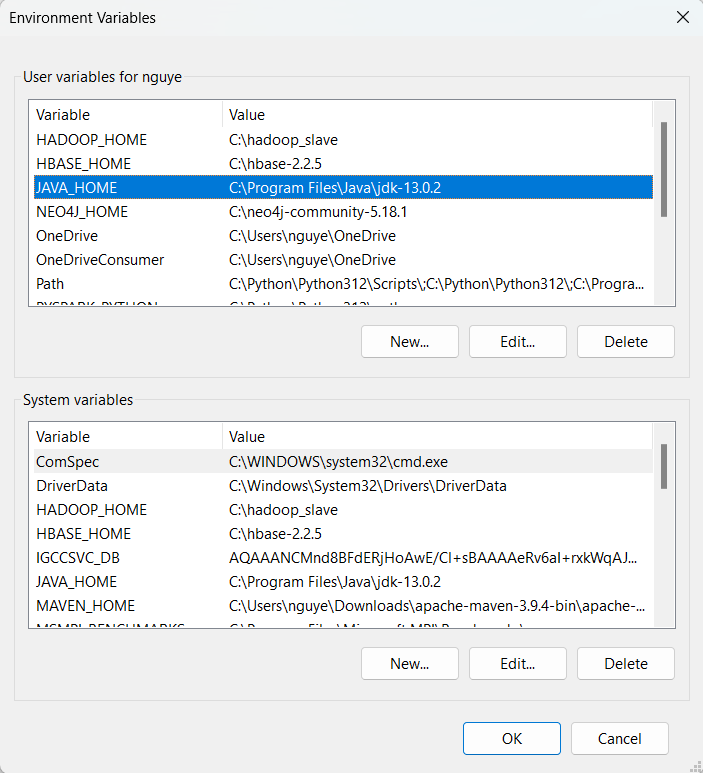 Environment Variables
User variables for nguye
Variable Value
HADOOP_HOME C:\hadoop_slave
HBASE_HOME C:\hbase-2.2.5
JAVA_HOME C:\Program Files\Java\jdk-13.0.2
NEO4J_HOME C:\neo4j-community-5.18.1
OneDrive C:\Users\nguye\OneDrive
OneDriveConsumer C:\Users\nguye\OneDrive
Path C:\Python\Python312\Scripts\;C:\Python\Python312\;C:\Progra...
New... Edit... Delete
System variables
Variable Value
ComSpec C:\WINDOWS\system32\cmd.exe
DriverData C:\Windows\System32\Drivers\DriverData
HADOOP_HOME C:\hadoop_slave
HBASE_HOME C:\hbase-2.2.5
IGCCSVC_DB AQAAANCMnd8BFdERjHoAwE/Cl+sBAAAAeRv6aI+rxkWqAJ...
JAVA_HOME C:\Program Files\Java\jdk-13.0.2
MAVEN_HOME C:\Users\nguye\Downloads\apache-maven-3.9.4-bin\apache-...
New... Edit... Delete
OK Cancel